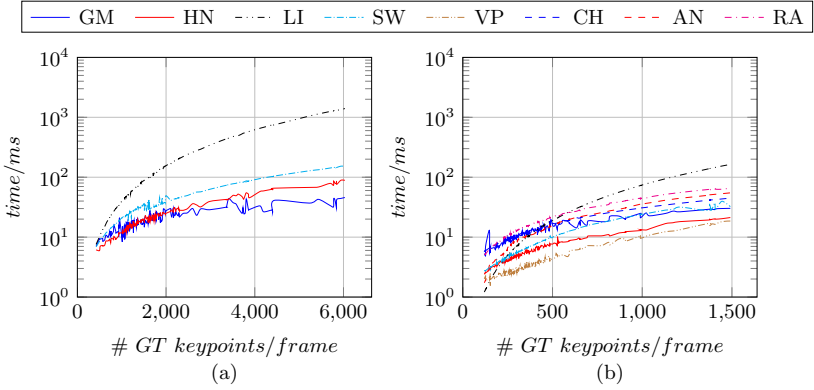 GM HN LI SW VP CH AN RA
10^4
10^3
10^2
10^1
10^0
time/ms
0 2,000 4,000 6,000
# GT keypoints/frame
(a)
10^4
10^3
10^2
10^1
10^0
time/ms
0 500 1,000 1,500
# GT keypoints/frame
(b)